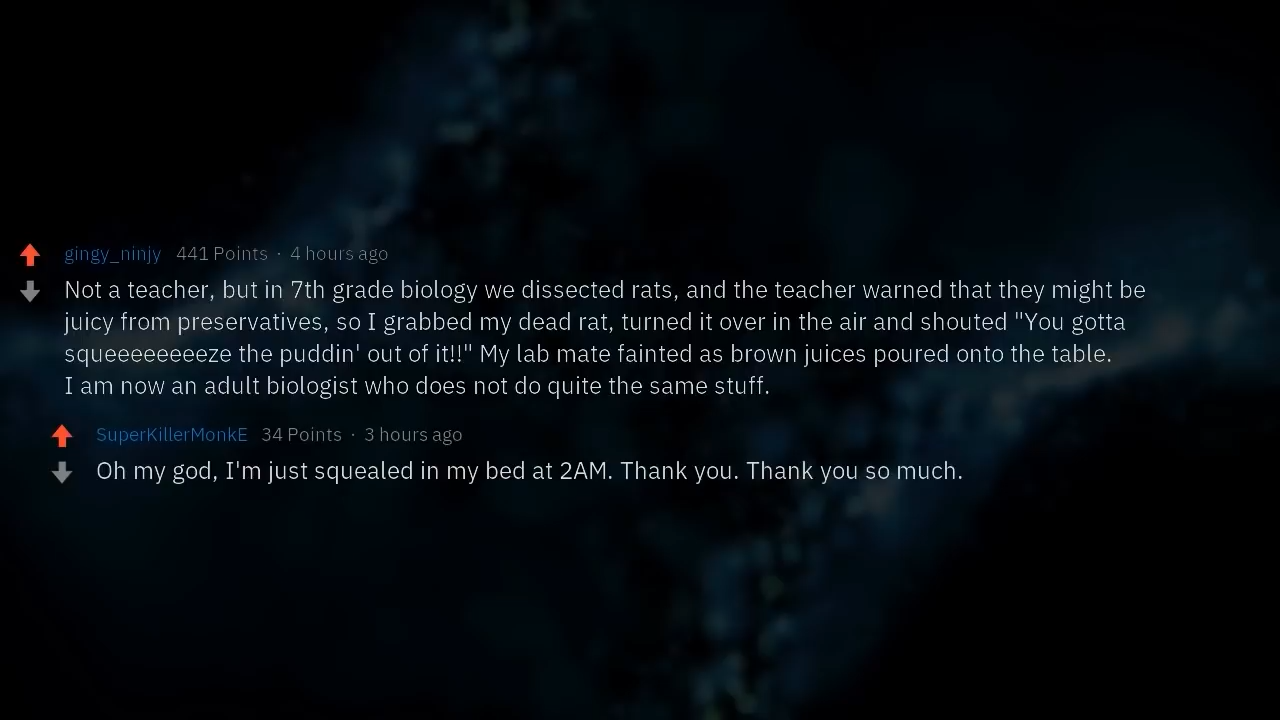 gingy_ninjy 441 Points · 4 hours ago
Not a teacher, but in 7th grade biology we dissected rats, and the teacher warned that they might be
juicy from preservatives, so I grabbed my dead rat, turned it over in the air and shouted "You gotta
squeeeeeeeeeze the puddin' out of it!!" My lab mate fainted as brown juices poured onto the table.
I am now an adult biologist who does not do quite the same stuff.
SuperKillerMonkE 34 Points · 3 hours ago
Oh my god, I'm just squealed in my bed at 2AM. Thank you. Thank you so much.